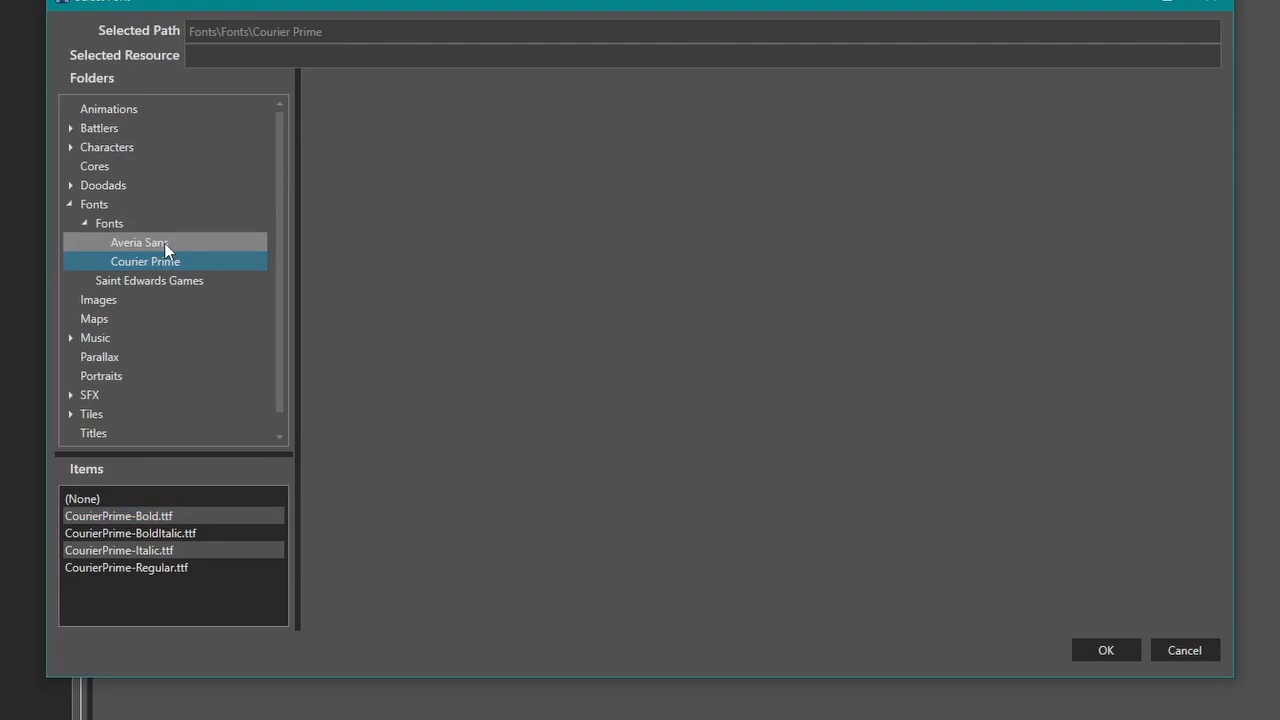 Selected Path
Fonts\Fonts\Courier Prime
Selected Resource
Folders
Animations
Battlers
Characters
Cores
Doodads
Fonts
Fonts
Averia Sans
Courier Prime
Saint Edwards Games
Images
Maps
Music
Parallax
Portraits
SFX
Tiles
Titles
Items
(None)
CourierPrime-Bold.ttf
CourierPrime-BoldItalic.ttf
CourierPrime-Italic.ttf
CourierPrime-Regular.ttf
OK
Cancel